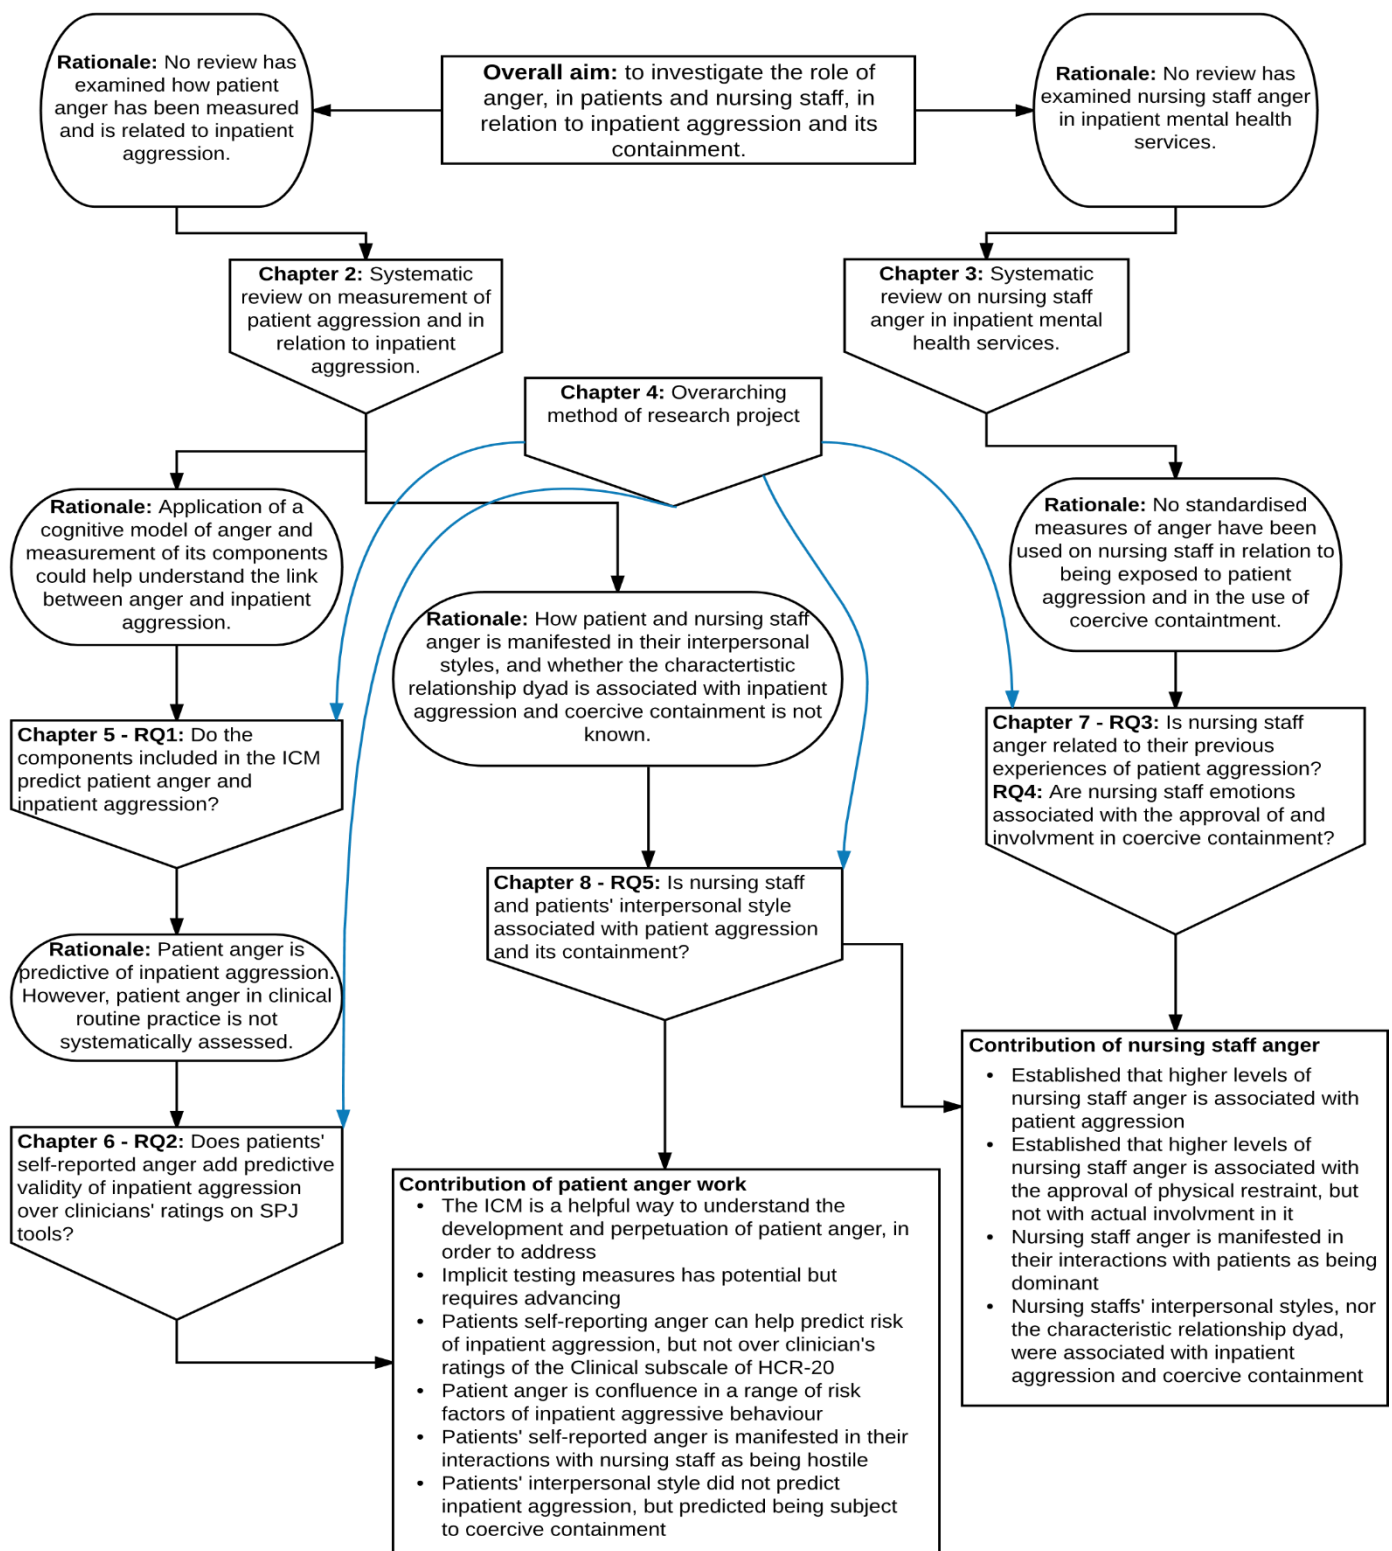 Rationale: No review has
examined how patient
anger has been measured
and is related to inpatient
aggression.
Overall aim: to investigate the role of
anger, in patients and nursing staff, in
relation to inpatient aggression and its
containment.
Rationale: No review has
examined nursing staff anger
in inpatient mental health
services.
Chapter 2: Systematic
review on measurement of
patient aggression and in
relation to inpatient
aggression.
Chapter 3: Systematic
review on nursing staff
anger in inpatient mental
health services.
Chapter 4: Overarching
method of research project
Rationale: Application of a
cognitive model of anger and
measurement of its components
could help understand the link
between anger and inpatient
aggression.
Rationale: How patient and nursing staff
anger is manifested in their interpersonal
styles, and whether the charactertistic
relationship dyad is associated with inpatient
aggression and coercive containment is not
known.
Rationale: No standardised
measures of anger have been
used on nursing staff in relation to
being exposed to patient
aggression and in the use of
coercive containtment.
Chapter 5 - RQ1: Do the
components included in the ICM
predict patient anger and
inpatient aggression?
Chapter 7 - RQ3: Is nursing staff
anger related to their previous
experiences of patient aggression?
RQ4: Are nursing staff emotions
associated with the approval of and
involvment in coercive containment?
Chapter 8 - RQ5: Is nursing staff
and patients' interpersonal style
associated with patient aggression
and its containment?
Rationale: Patient anger is
predictive of inpatient aggression.
However, patient anger in clinical
routine practice is not
systematically assessed.
Chapter 6 - RQ2: Does patients'
self-reported anger add predictive
validity of inpatient aggression
over clinicians' ratings on SPJ
tools?
Contribution of patient anger work
• The ICM is a helpful way to understand the
development and perpetuation of patient anger, in
order to address
• Implicit testing measures has potential but
requires advancing
• Patients self-reporting anger can help predict risk
of inpatient aggression, but not over clinician's
ratings of the Clinical subscale of HCR-20
• Patient anger is confluence in a range of risk
factors of inpatient aggressive behaviour
• Patients' self-reported anger is manifested in their
interactions with nursing staff as being hostile
• Patients' interpersonal style did not predict
inpatient aggression, but predicted being subject
to coercive containment
Contribution of nursing staff anger
• Established that higher levels of
nursing staff anger is associated with
patient aggression
• Established that higher levels of
nursing staff anger is associated with
the approval of physical restraint, but
not with actual involvment in it
• Nursing staff anger is manifested in
their interactions with patients as being
dominant
• Nursing staffs' interpersonal styles, nor
the characteristic relationship dyad,
were associated with inpatient
aggression and coercive containment